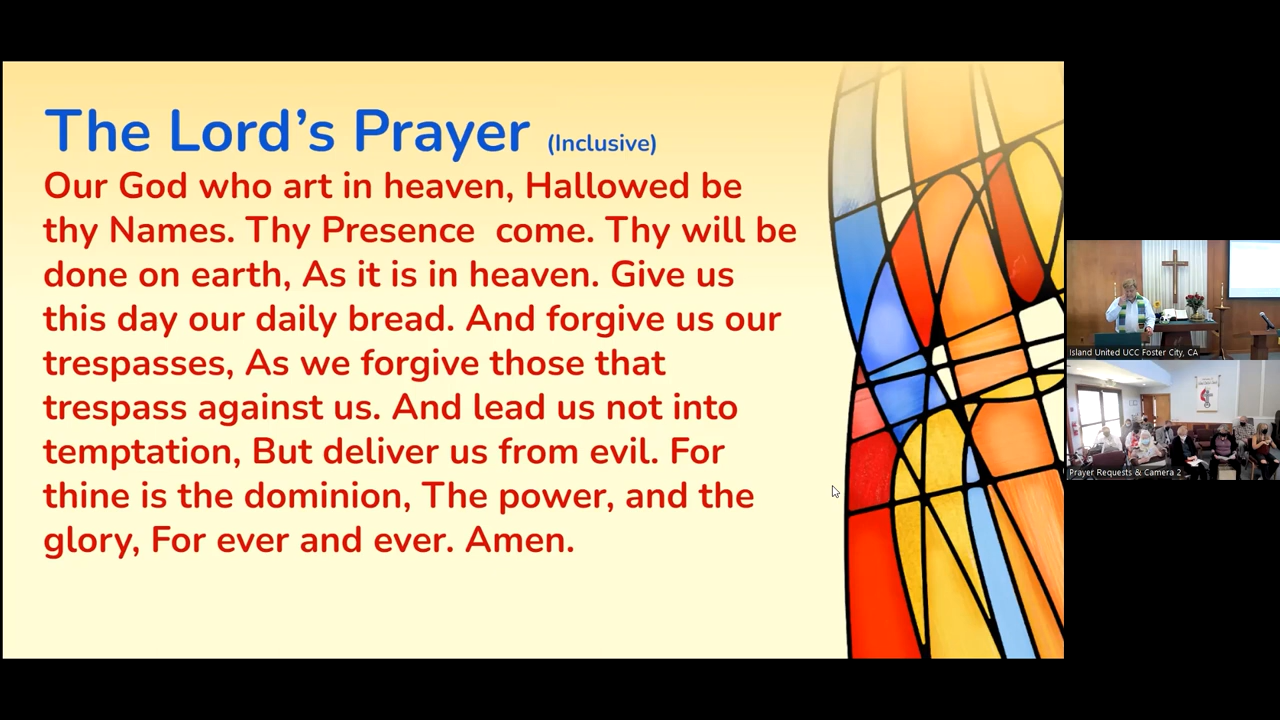 The Lord's Prayer (Inclusive)
Our God who art in heaven, Hallowed be
thy Names. Thy Presence  come. Thy will be
done on earth, As it is in heaven. Give us
this day our daily bread. And forgive us our
trespasses, As we forgive those that
trespass against us. And lead us not into
temptation, But deliver us from evil. For
thine is the dominion, The power, and the
glory, For ever and ever. Amen.
Island United UCC Foster City, CA
Prayer Requests & Camera 2